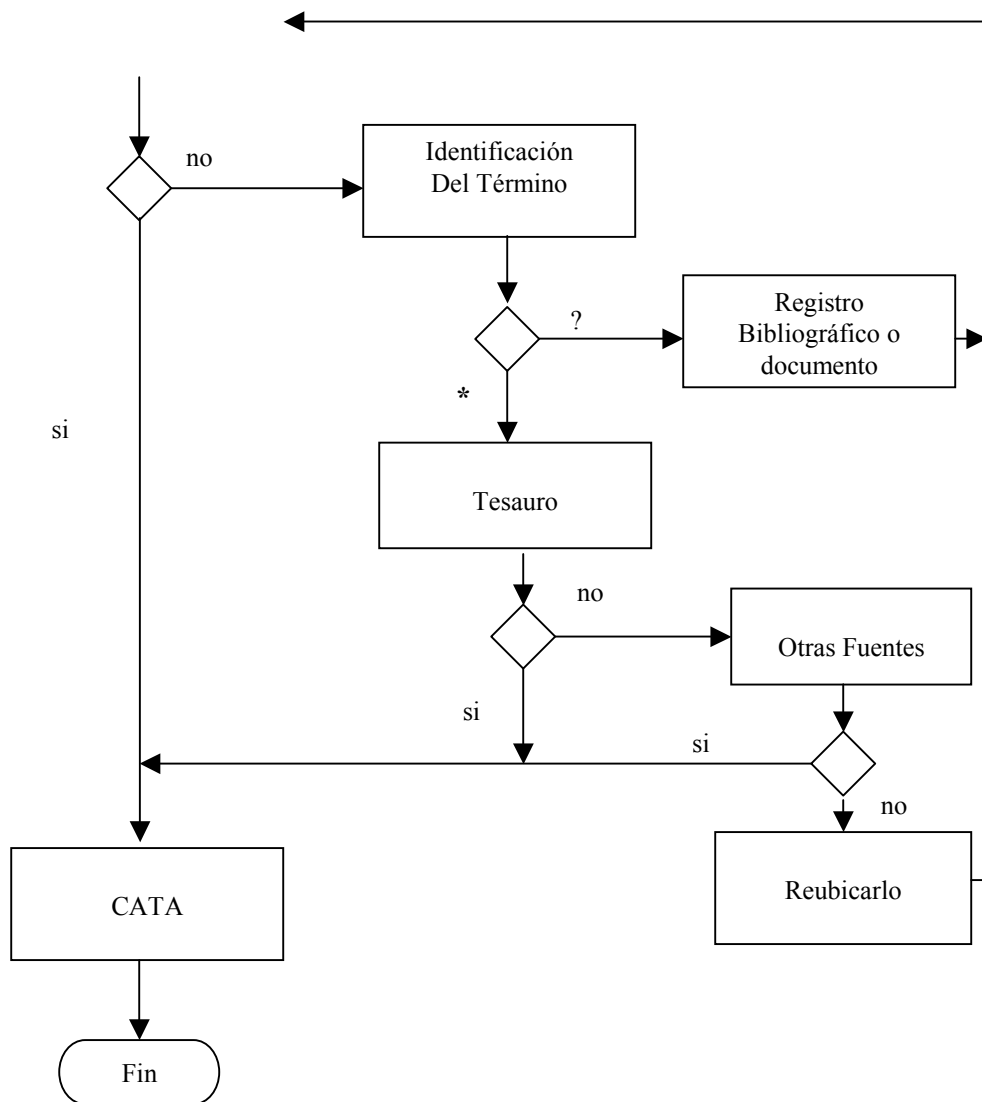 no
Identificación
Del Término
?
Registro
Bibliográfico o
documento
*
si
Tesauro
no
Otras Fuentes
si
si
no
CATA
Reubicarlo
Fin